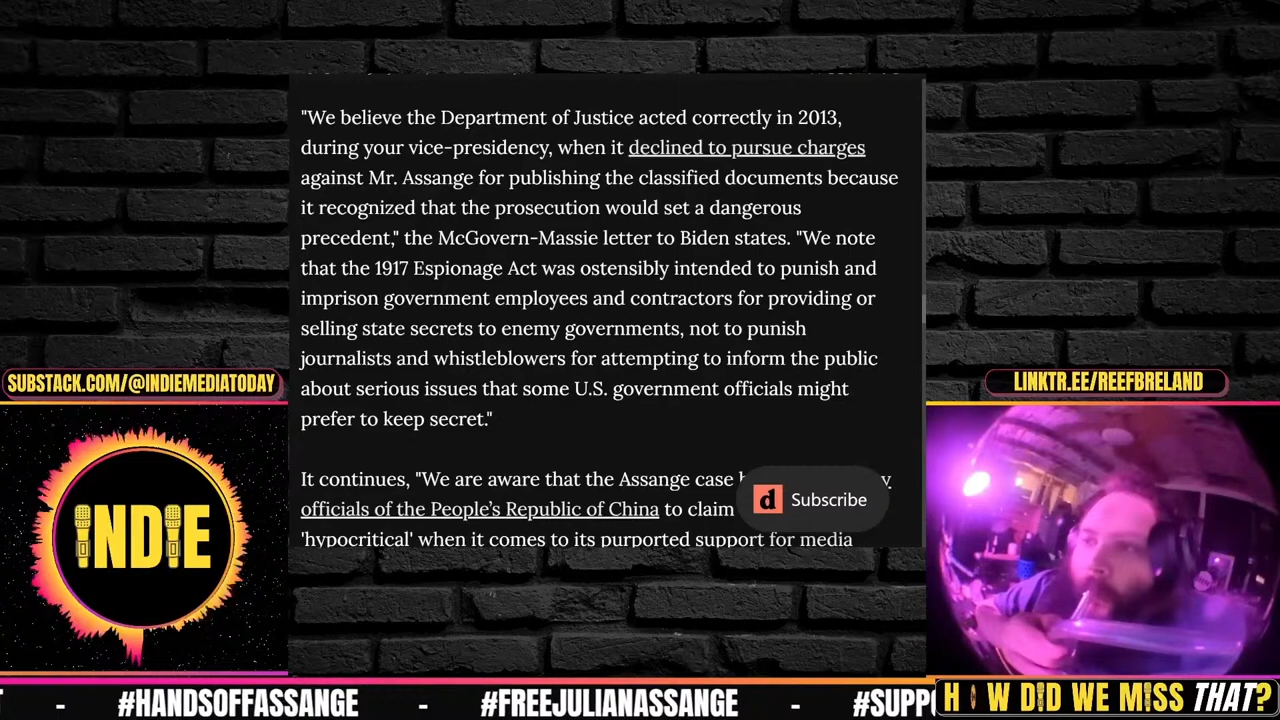 "We believe the Department of Justice acted correctly in 2013,
during your vice-presidency, when it declined to pursue charges
against Mr. Assange for publishing the classified documents because
it recognized that the prosecution would set a dangerous
precedent," the McGovern-Massie letter to Biden states. "We note
that the 1917 Espionage Act was ostensibly intended to punish and
imprison government employees and contractors for providing or
selling state secrets to enemy governments, not to punish
journalists and whistleblowers for attempting to inform the public
about serious issues that some U.S. government officials might
prefer to keep secret."
It continues, "We are aware that the Assange case
officials of the People's Republic of China to claim
'hypocritical' when it comes to its purported support for media
d Subscribe
SUBSTACK.COM/@INDIEMEDIATODAY
INDIE
LINKTR.EE/REEFBRELAND
- #HANDSOFFASSANGE - #FREEJULIANASSANGE -
HOW DID WE MISS THAT?